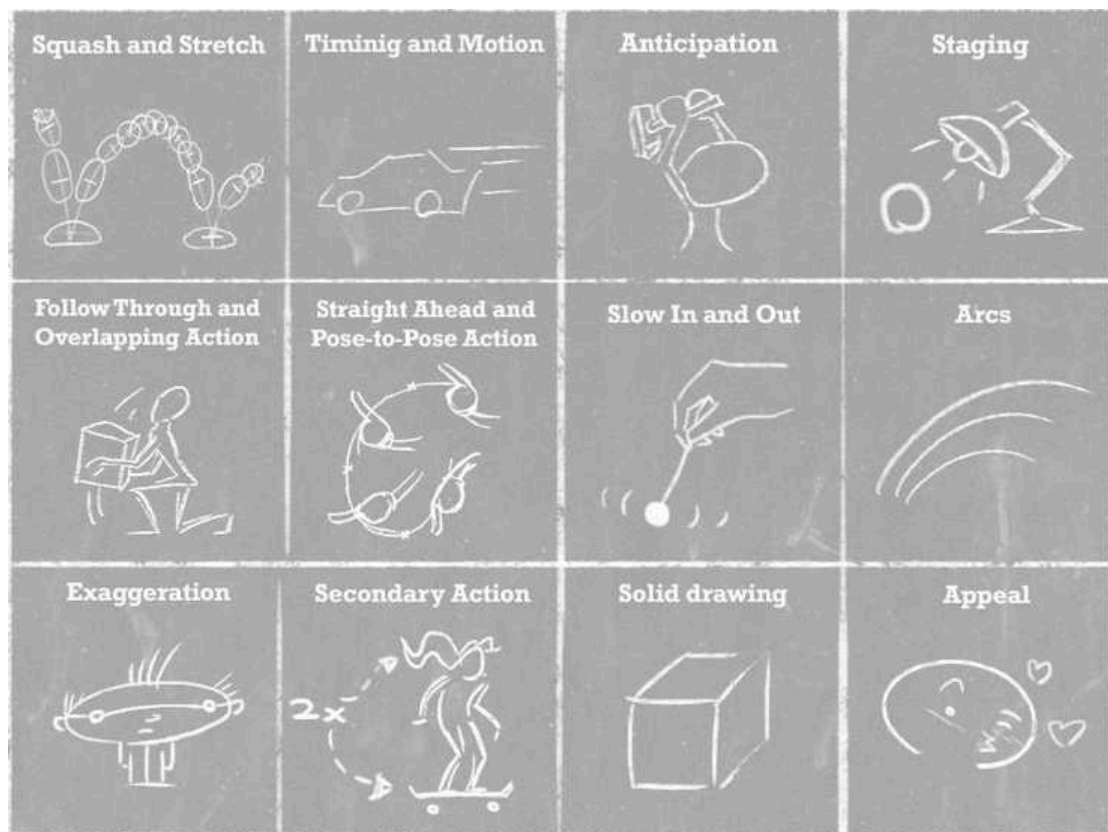 Squash and Stretch
Timinig and Motion
Anticipation
Staging
Follow Through and
Overlapping Action
Straight Ahead and
Pose-to-Pose Action
Slow In and Out
Arcs
Exaggeration
Secondary Action
2x
Solid drawing
Appeal